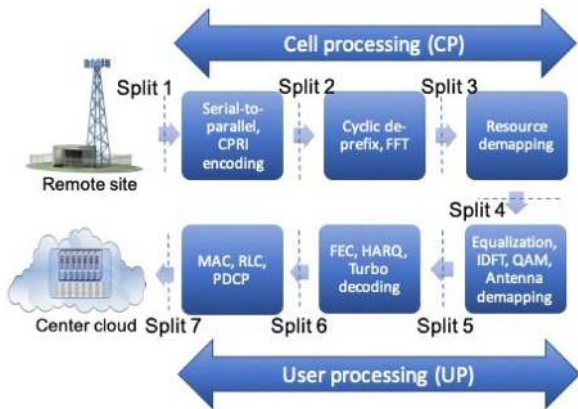 Cell processing (CP)
Split 1
Split 2
Split 3
Serial-to-
parallel,
CPRI
encoding
Cyclic de-
prefix, FFT
Resource
demapping
Remote site
Split 4
MAC, RLC,
PDCP
FEC, HARQ,
Turbo
decoding
Equalization,
IDFT, QAM,
Antenna
demapping
Center cloud
Split 7
Split 6
Split 5
User processing (UP)